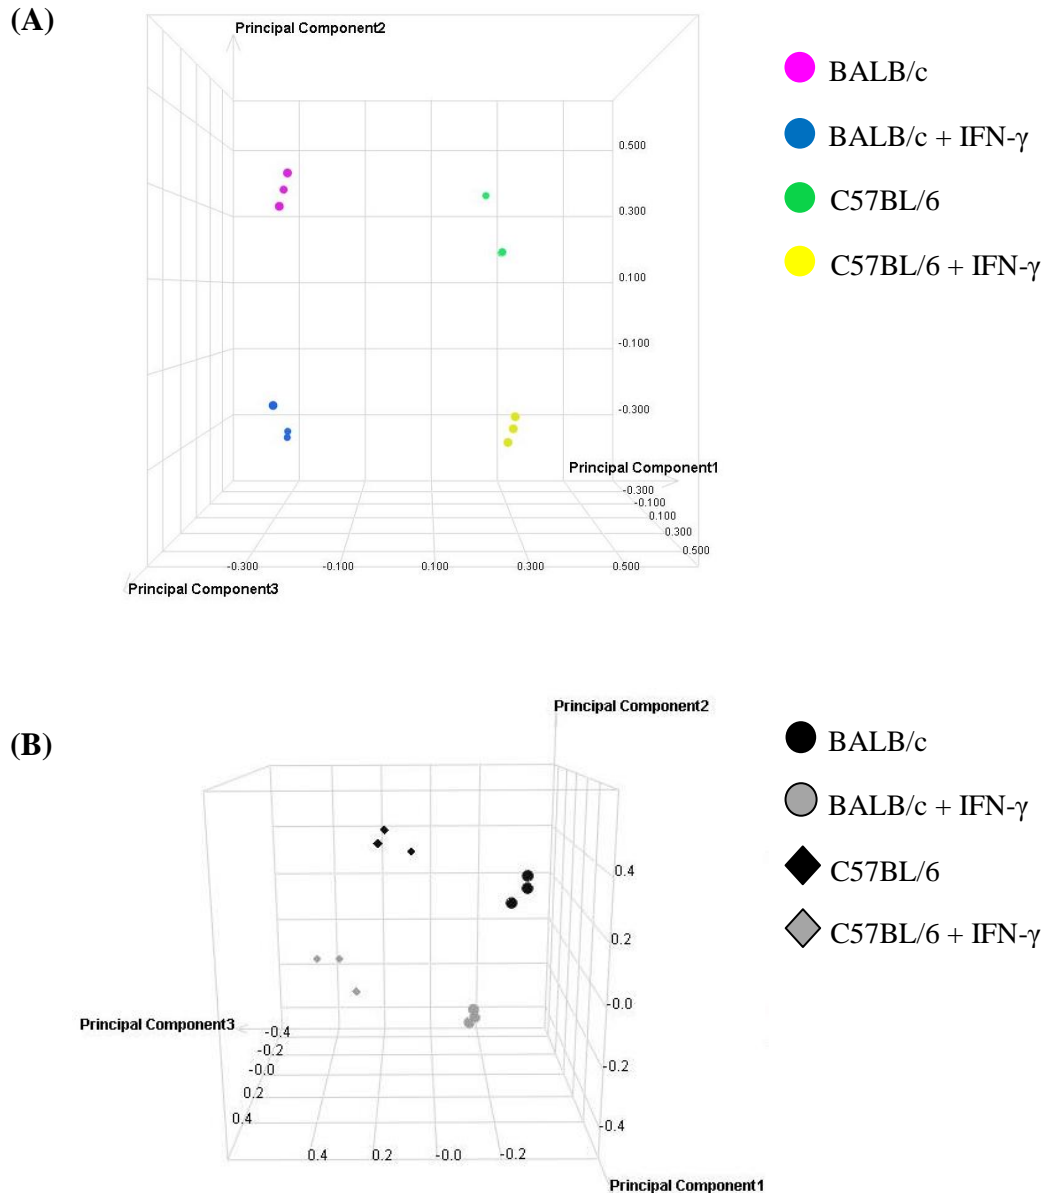 (A)
Principal Component2
0.500
0.300
0.100
-0.100
-0.300
Principal Component1
-0.300
-0.100
0.100
0.300
0.500
-0.300
-0.100
0.100
0.300
0.500
Principal Component3
BALB/c
BALB/c + IFN-γ
C57BL/6
C57BL/6 + IFN-γ
(B)
Principal Component2
0.4
0.2
-0.0
-0.2
-0.4
Principal Component3
-0.4
-0.2
-0.0
0.2
0.4
0.4
0.2
-0.0
-0.2
Principal Component1
BALB/c
BALB/c + IFN-γ
C57BL/6
C57BL/6 + IFN-γ